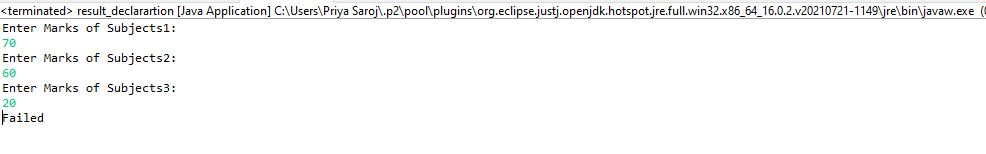 <terminated> result_declarartion [Java Application] C:\Users\Priya Saroj\.p2\pool\plugins\org.eclipse.justj.openjdk.hotspot.jre.full.win32.x86_64_16.0.2.v20210721-1149\jre\bin\javaw.exe (
Enter Marks of Subjects1:
70
Enter Marks of Subjects2:
60
Enter Marks of Subjects3:
20
Failed